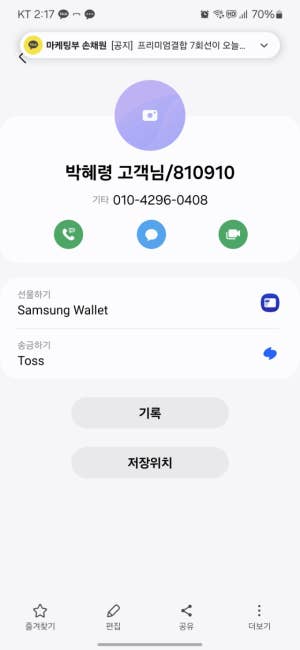 KT 2:17 70%
마케팅부 손채원 [공지] 프리미엄결합 7회선이 오늘...
박혜령 고객님/810910
기타 010-4296-0408
선물하기
Samsung Wallet
송금하기
Toss
기록
저장위치
즐겨찾기 편집 공유 더보기